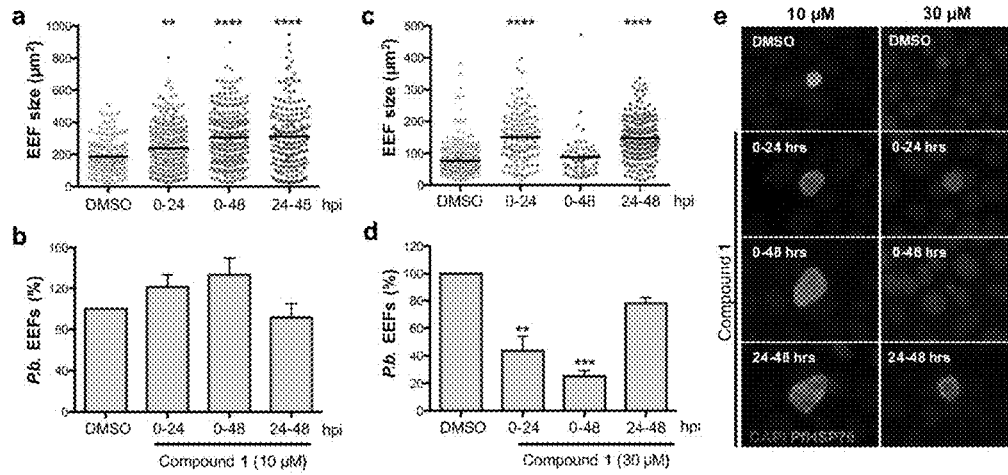 a
EEF size (µm²)
1000
800
600
400
200
0
** **** ****
DMSO 0-24 0-48 24-48 hpi
b
P.b. EEFs (%)
160
120
80
40
0
DMSO 0-24 0-48 24-48 hpi
Compound 1 (10 µM)
c
EEF size (µm²)
500
400
300
200
100
0
**** ****
DMSO 0-24 0-48 24-48 hpi
d
P.b. EEFs (%)
120
100
80
60
40
20
0
** ***
DMSO 0-24 0-48 24-48 hpi
Compound 1 (30 µM)
e
10 µM 30 µM
DMSO DMSO
Compound 1
0-24 hrs 0-24 hrs
0-48 hrs 0-48 hrs
24-48 hrs 24-48 hrs